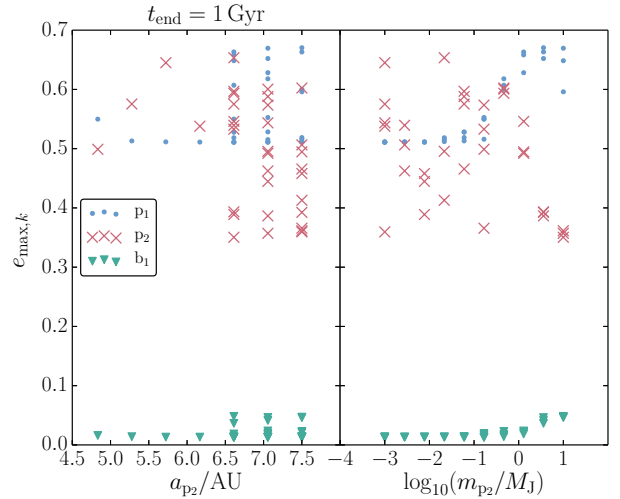 t_end = 1 Gyr
0.7
0.6
0.5
0.4
0.3
0.2
0.1
0.0
e_max,k
p₁
p₂
b₁
4.5 5.0 5.5 6.0 6.5 7.0 7.5 −4 −3 −2 −1 0 1
a_p₂/AU log₁₀(m_p₂/M_J)